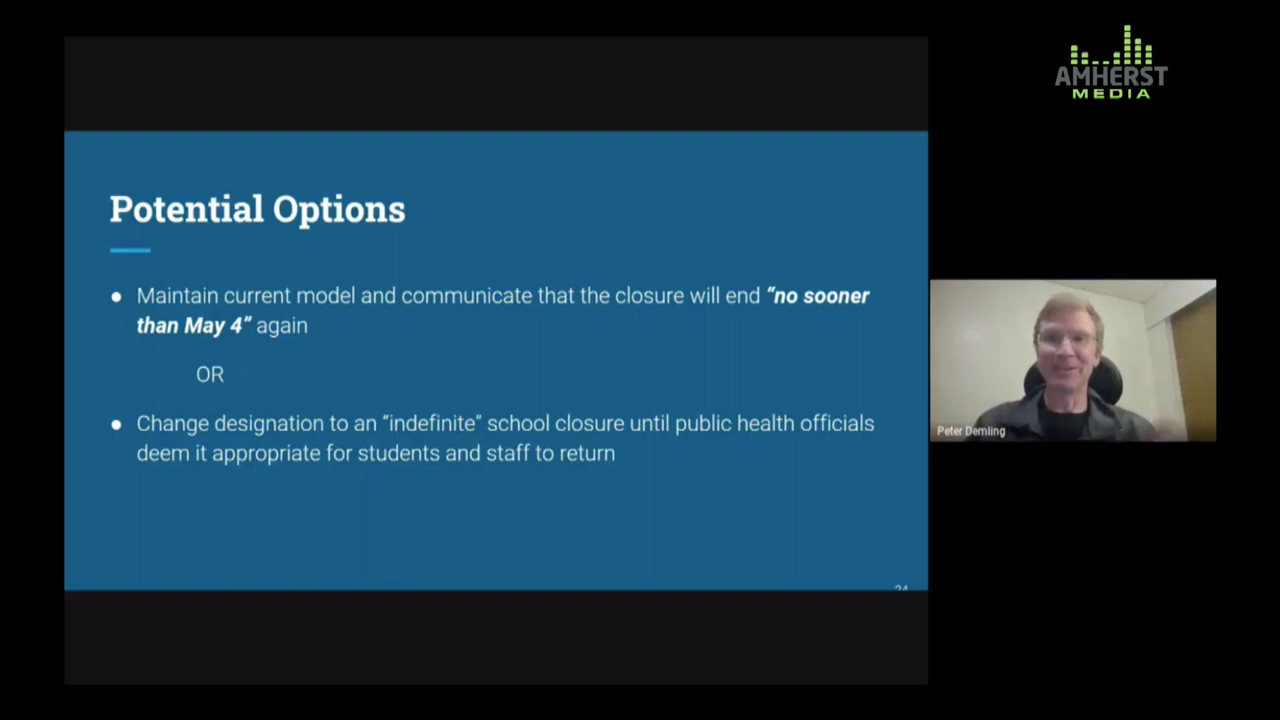 AMHERST
MEDIA
Potential Options
● Maintain current model and communicate that the closure will end “no sooner
than May 4” again
OR
● Change designation to an “indefinite” school closure until public health officials
deem it appropriate for students and staff to return
Peter Demling
24